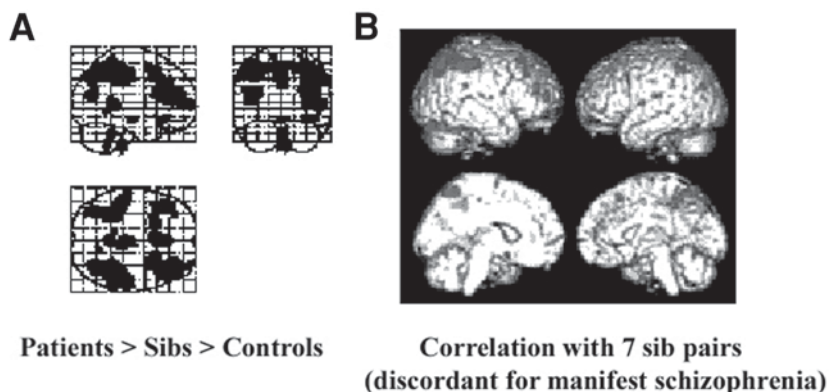 A
B
Patients > Sibs > Controls
Correlation with 7 sib pairs
(discordant for manifest schizophrenia)